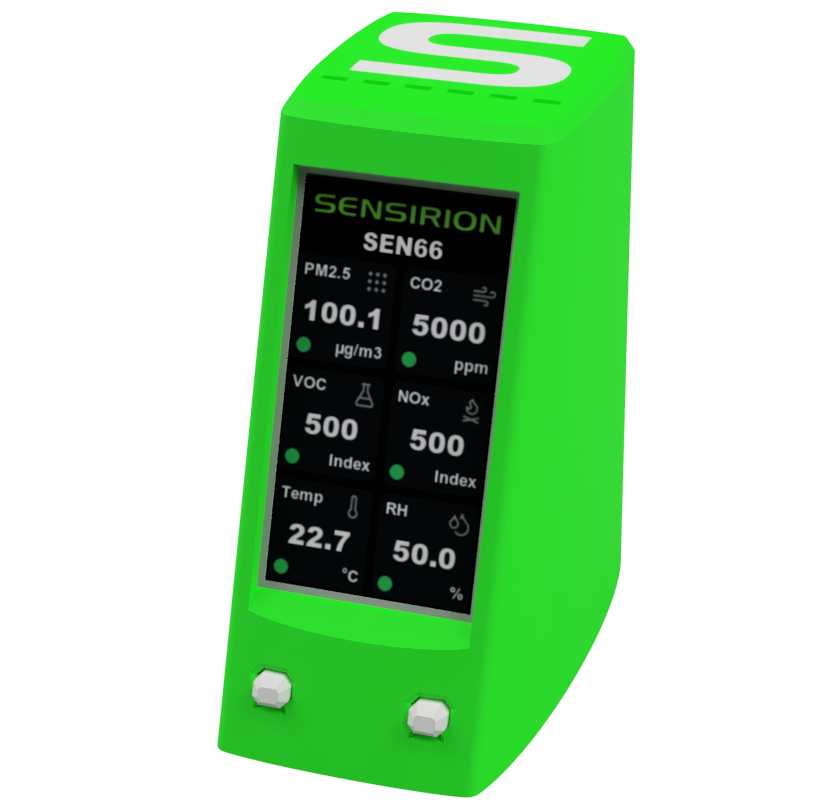 S
SENSIRION
SEN66
PM2.5
100.1
µg/m3
CO2
5000
ppm
VOC
500
Index
NOx
500
Index
Temp
22.7
°C
RH
50.0
%